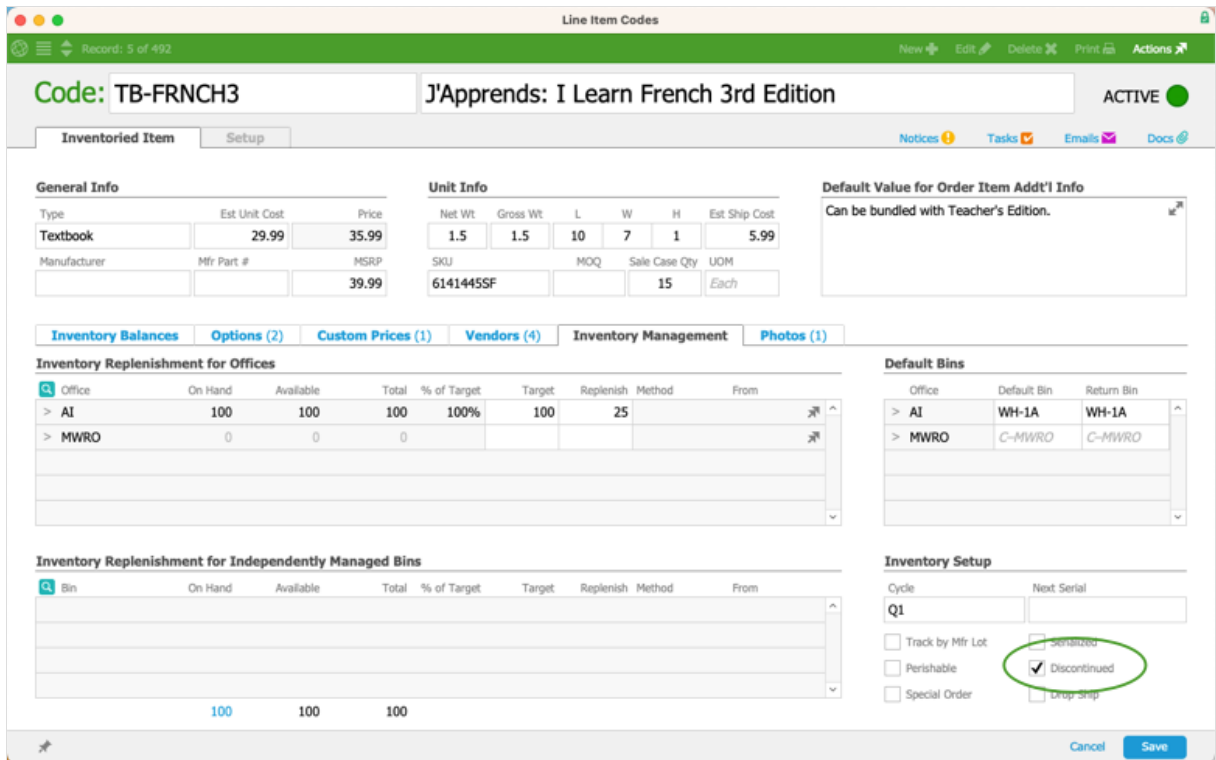 Line Item Codes
Record: 5 of 492 New Edit Delete Print Actions
Code: TB-FRNCH3 J'Apprends: I Learn French 3rd Edition ACTIVE
Inventoried Item Setup Notices Tasks Emails Docs
General Info Unit Info Default Value for Order Item Addt'l Info
Type Est Unit Cost Price Net Wt Gross Wt L W H Est Ship Cost Can be bundled with Teacher's Edition.
Textbook 29.99 35.99 1.5 1.5 10 7 1 5.99
Manufacturer Mfr Part # MSRP SKU MOQ Sale Case Qty UOM
39.99 6141445SF 15 Each
Inventory Balances Options (2) Custom Prices (1) Vendors (4) Inventory Management Photos (1)
Inventory Replenishment for Offices Default Bins
Office On Hand Available Total % of Target Target Replenish Method From Office Default Bin Return Bin
> AI 100 100 100 100% 100 25 > AI WH-1A WH-1A
> MWRO 0 0 0 > MWRO C-MWRO C-MWRO
Inventory Replenishment for Independently Managed Bins Inventory Setup
Bin On Hand Available Total % of Target Target Replenish Method From Cycle Next Serial
Q1
Track by Mfr Lot Serialized
Perishable Discontinued
Special Order Drop Ship
100 100 100
Cancel Save